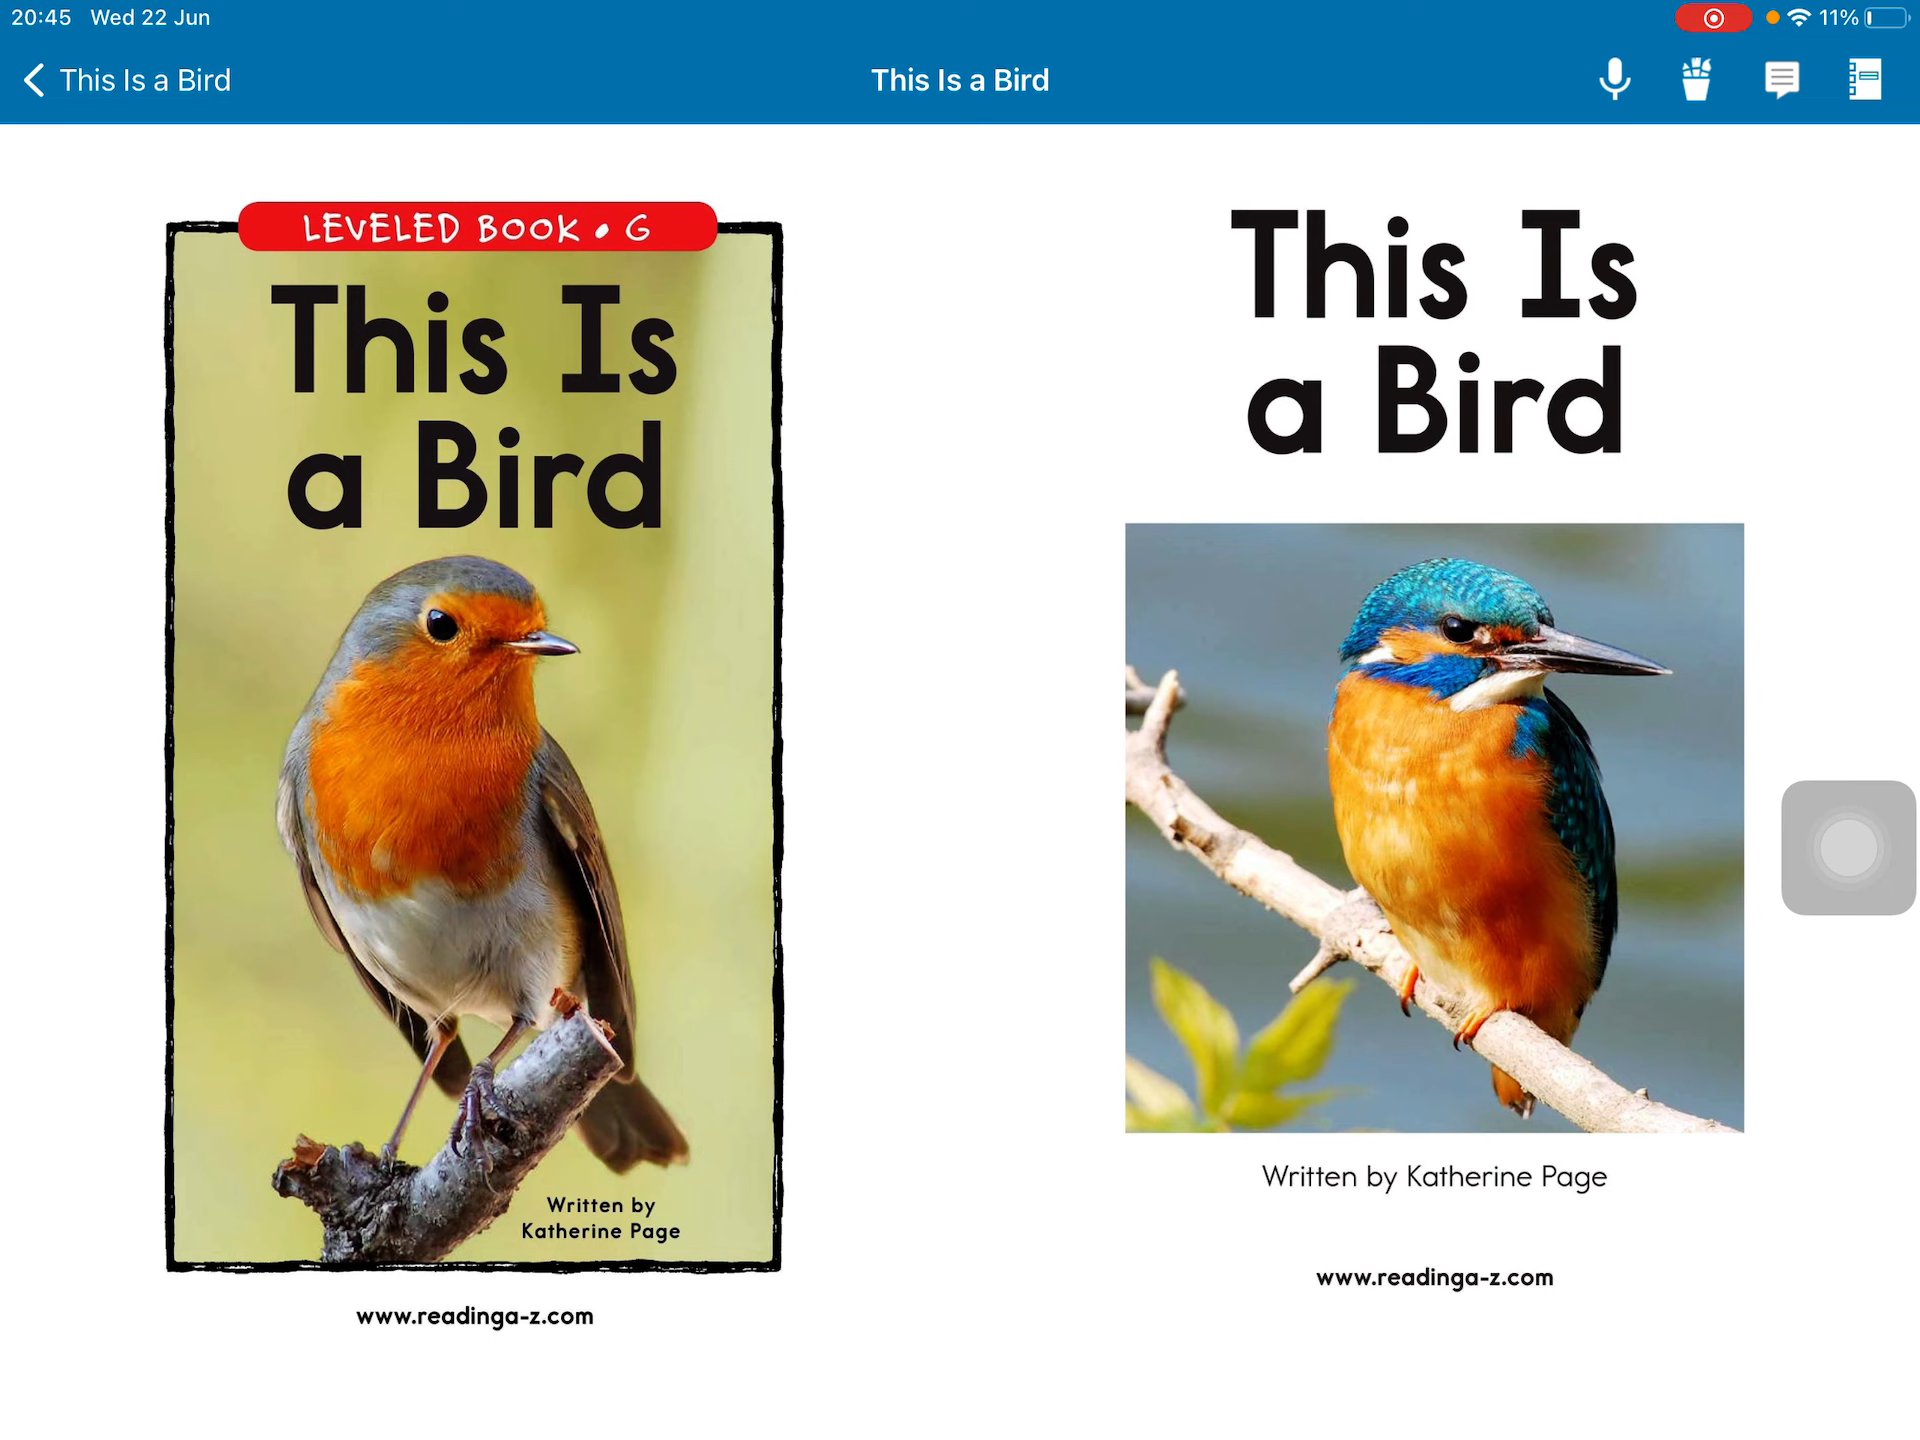 20:45 Wed 22 Jun
11%
This Is a Bird
This Is a Bird
LEVELED BOOK • G
This Is
a Bird
Written by
Katherine Page
www.readinga-z.com
This Is
a Bird
Written by Katherine Page
www.readinga-z.com